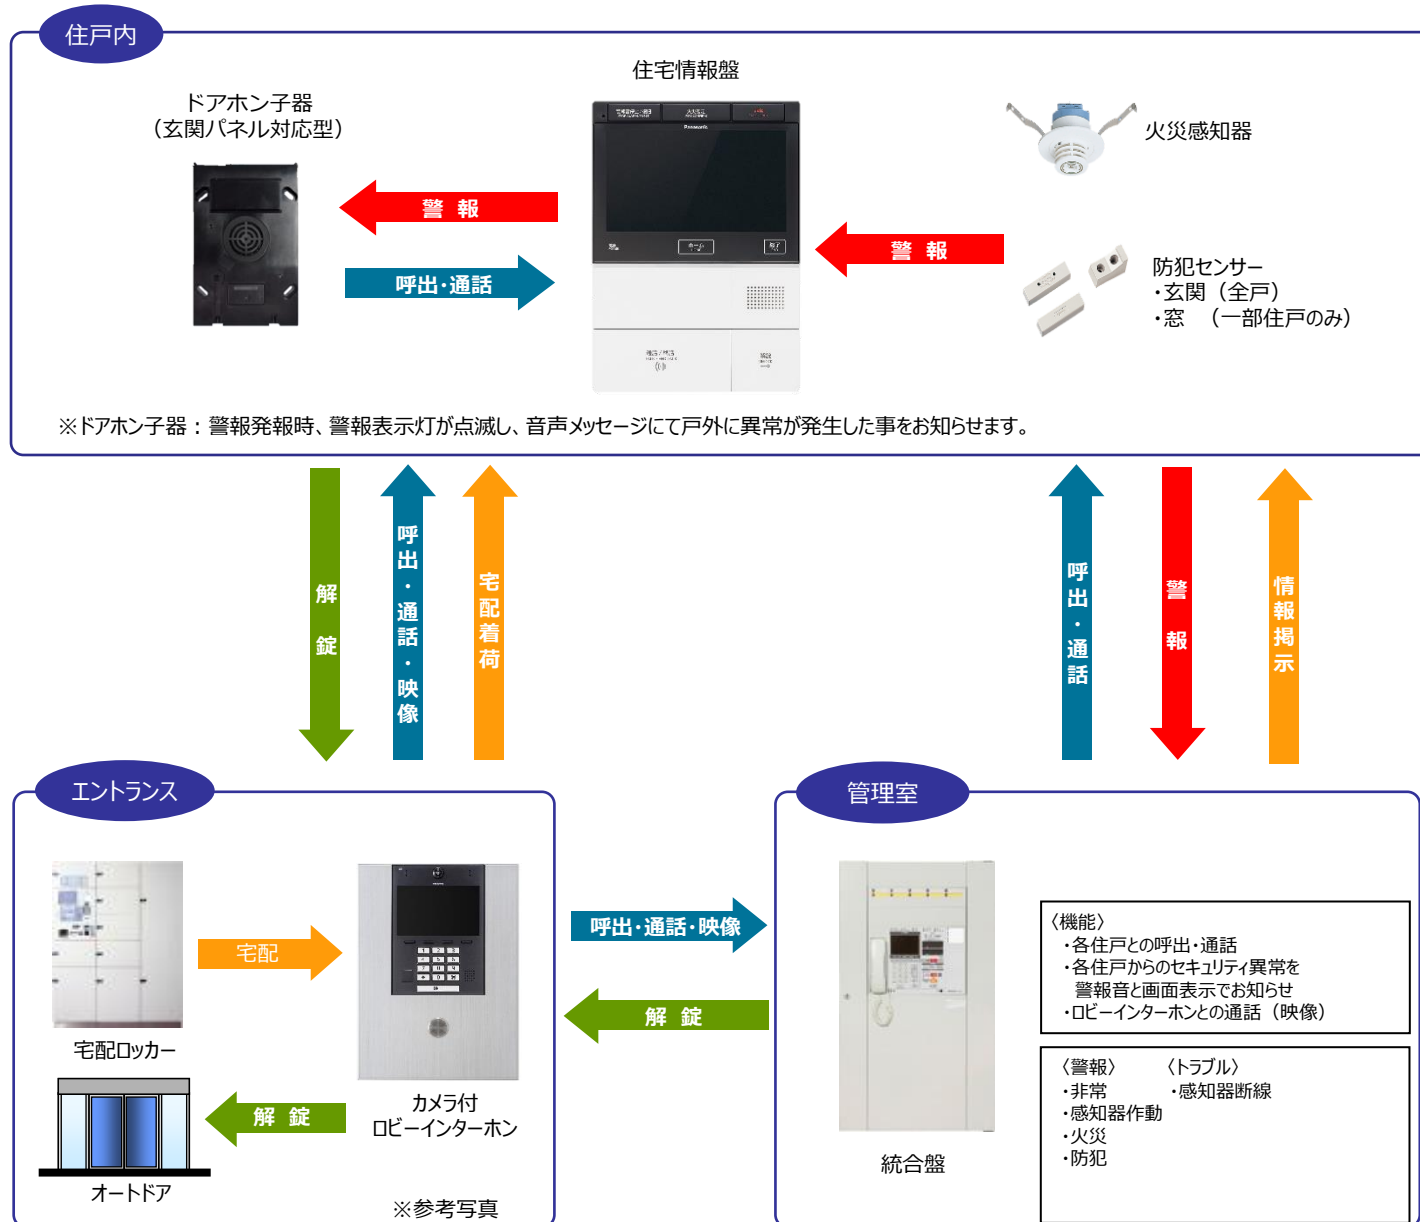 住戸内
住宅情報盤
ドアホン子器
（玄関パネル対応型）
火災感知器
Panasonic
警 報
警 報
ホーム
終了
呼出・通話
防犯センサー
・玄関（全戸）
・窓　（一部住戸のみ）
通話／終話
解錠
※ドアホン子器：警報発報時、警報表示灯が点滅し、音声メッセージにて戸外に異常が発生した事をお知らせます。
解 錠
呼出・通話・映像
宅配着荷
呼出・通話
警 報
情報掲示
エントランス
管理室
呼出・通話・映像
宅配
解 錠
宅配ロッカー
カメラ付
ロビーインターホン
解 錠
オートドア
※参考写真
統合盤
〈機能〉
・各住戸との呼出・通話
・各住戸からのセキュリティ異常を
警報音と画面表示でお知らせ
・ロビーインターホンとの通話（映像）
〈警報〉　〈トラブル〉
・非常　・感知器断線
・感知器作動
・火災
・防犯